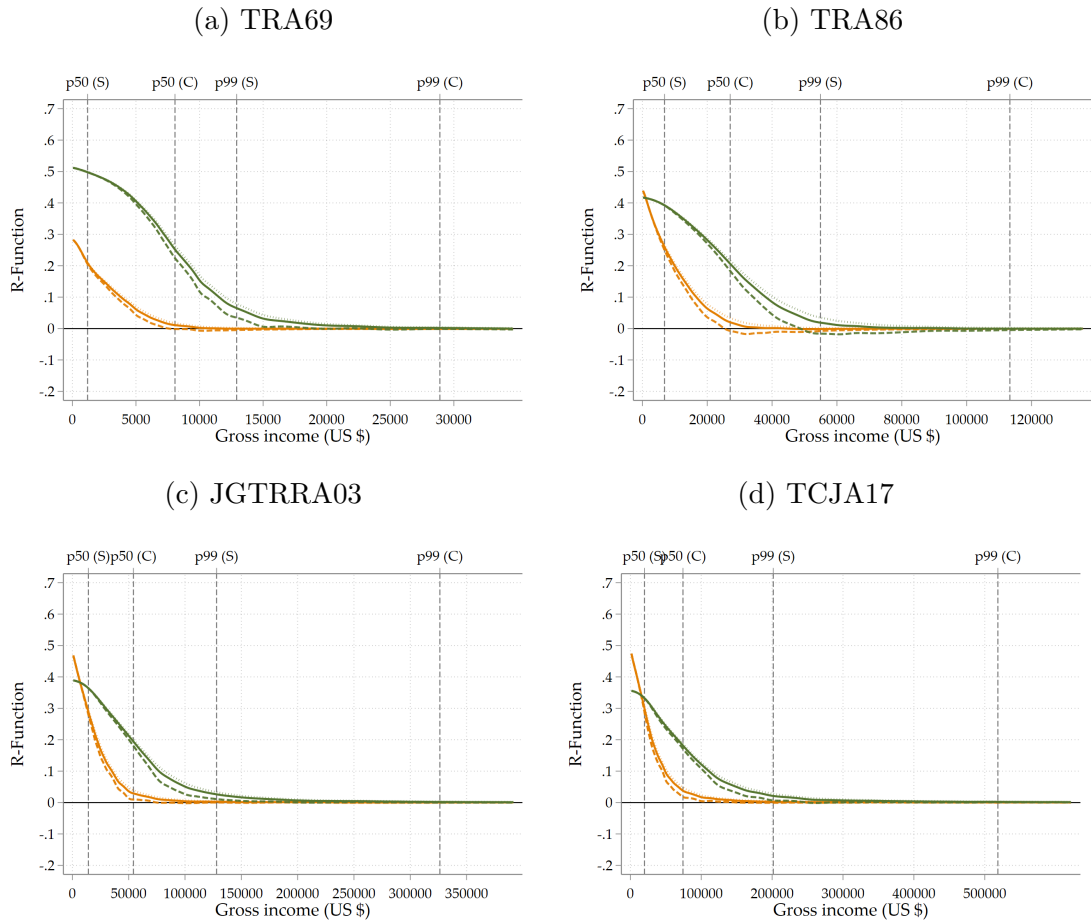 (a) TRA69
p50 (S) p50 (C) p99 (S) p99 (C)
.7
.6
.5
.4
.3
.2
.1
0
-.1
-.2
R-Function
0 5000 10000 15000 20000 25000 30000
Gross income (US $)
(b) TRA86
p50 (S) p50 (C) p99 (S) p99 (C)
.7
.6
.5
.4
.3
.2
.1
0
-.1
-.2
R-Function
0 20000 40000 60000 80000 100000 120000
Gross income (US $)
(c) JGTRRA03
p50 (S) p50 (C) p99 (S) p99 (C)
.7
.6
.5
.4
.3
.2
.1
0
-.1
-.2
R-Function
0 50000 100000 150000 200000 250000 300000 350000
Gross income (US $)
(d) TCJA17
p50 (S) p50 (C) p99 (S) p99 (C)
.7
.6
.5
.4
.3
.2
.1
0
-.1
-.2
R-Function
0 100000 200000 300000 400000 500000
Gross income (US $)